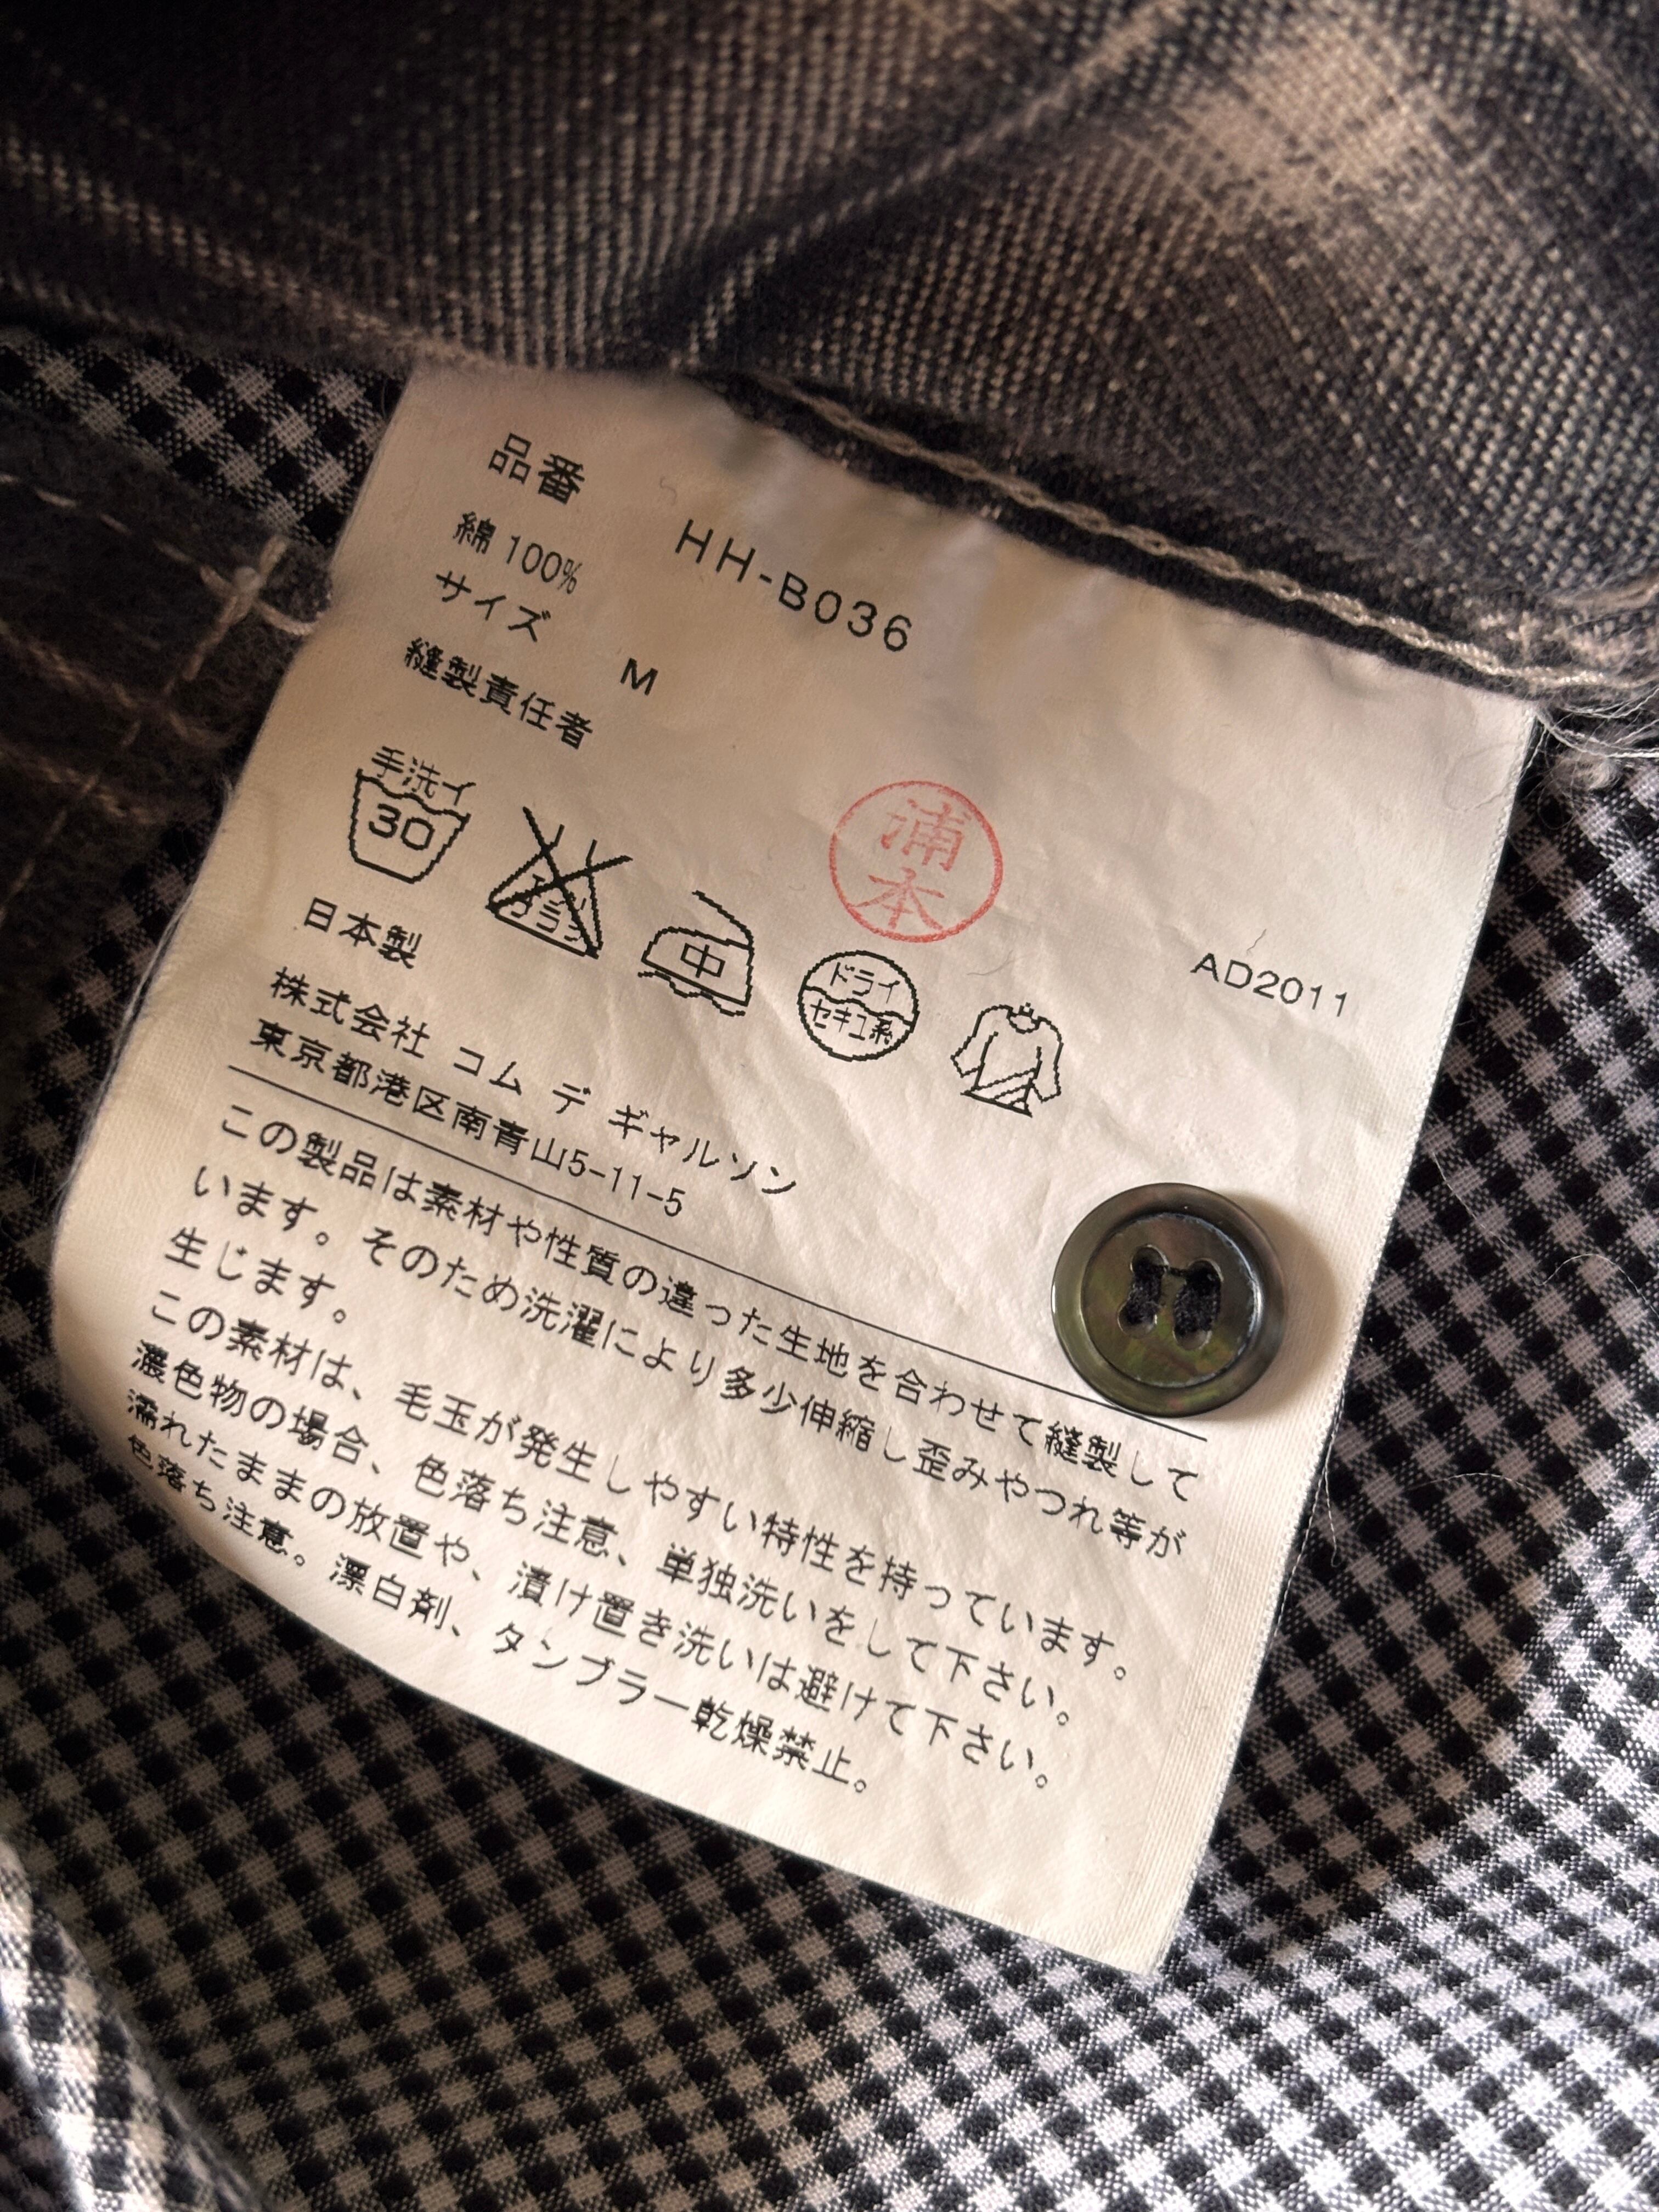 品番 HH-B036
綿 100%
サイズ M
縫製責任者
浦本
手洗イ
30
エンソ
サラシ
中
ドライ
セキユ系
AD2011
日本製
株式会社 コム デ ギャルソン
東京都港区南青山5-11-5
この製品は素材や性質の違った生地を合わせて縫製して
います。そのため洗濯により多少伸縮し歪みやつれ等が
生じます。
この素材は、毛玉が発生しやすい特性を持っています。
濃色物の場合、色落ち注意、単独洗いをして下さい。
濡れたままの放置や、漬け置き洗いは避けて下さい。
色落ち注意。漂白剤、タンブラー乾燥禁止。